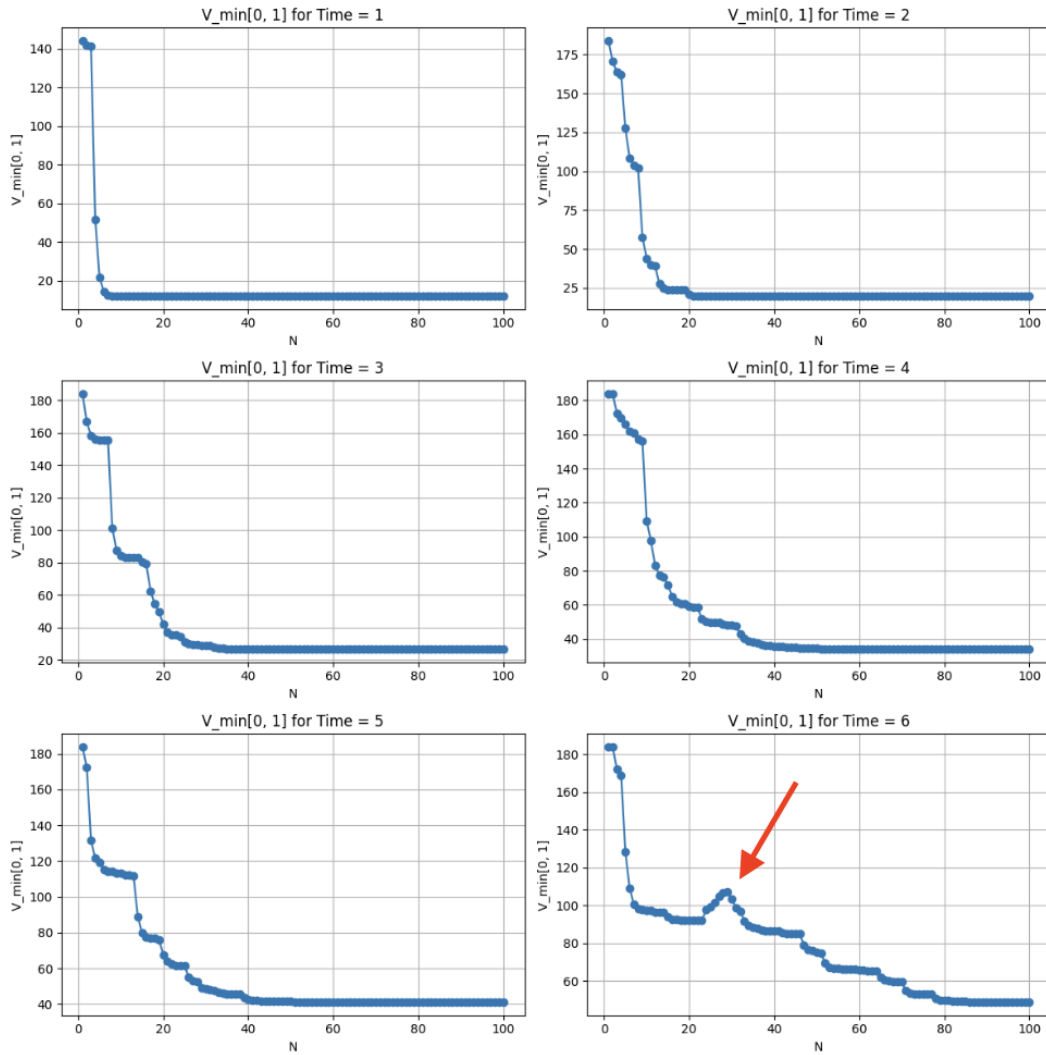 V_min[0, 1] for Time = 1
V_min[0, 1]
140
120
100
80
60
40
20
0 20 40 60 80 100
N
V_min[0, 1] for Time = 2
V_min[0, 1]
175
150
125
100
75
50
25
0 20 40 60 80 100
N
V_min[0, 1] for Time = 3
V_min[0, 1]
180
160
140
120
100
80
60
40
20
0 20 40 60 80 100
N
V_min[0, 1] for Time = 4
V_min[0, 1]
180
160
140
120
100
80
60
40
0 20 40 60 80 100
N
V_min[0, 1] for Time = 5
V_min[0, 1]
180
160
140
120
100
80
60
40
0 20 40 60 80 100
N
V_min[0, 1] for Time = 6
V_min[0, 1]
180
160
140
120
100
80
60
0 20 40 60 80 100
N